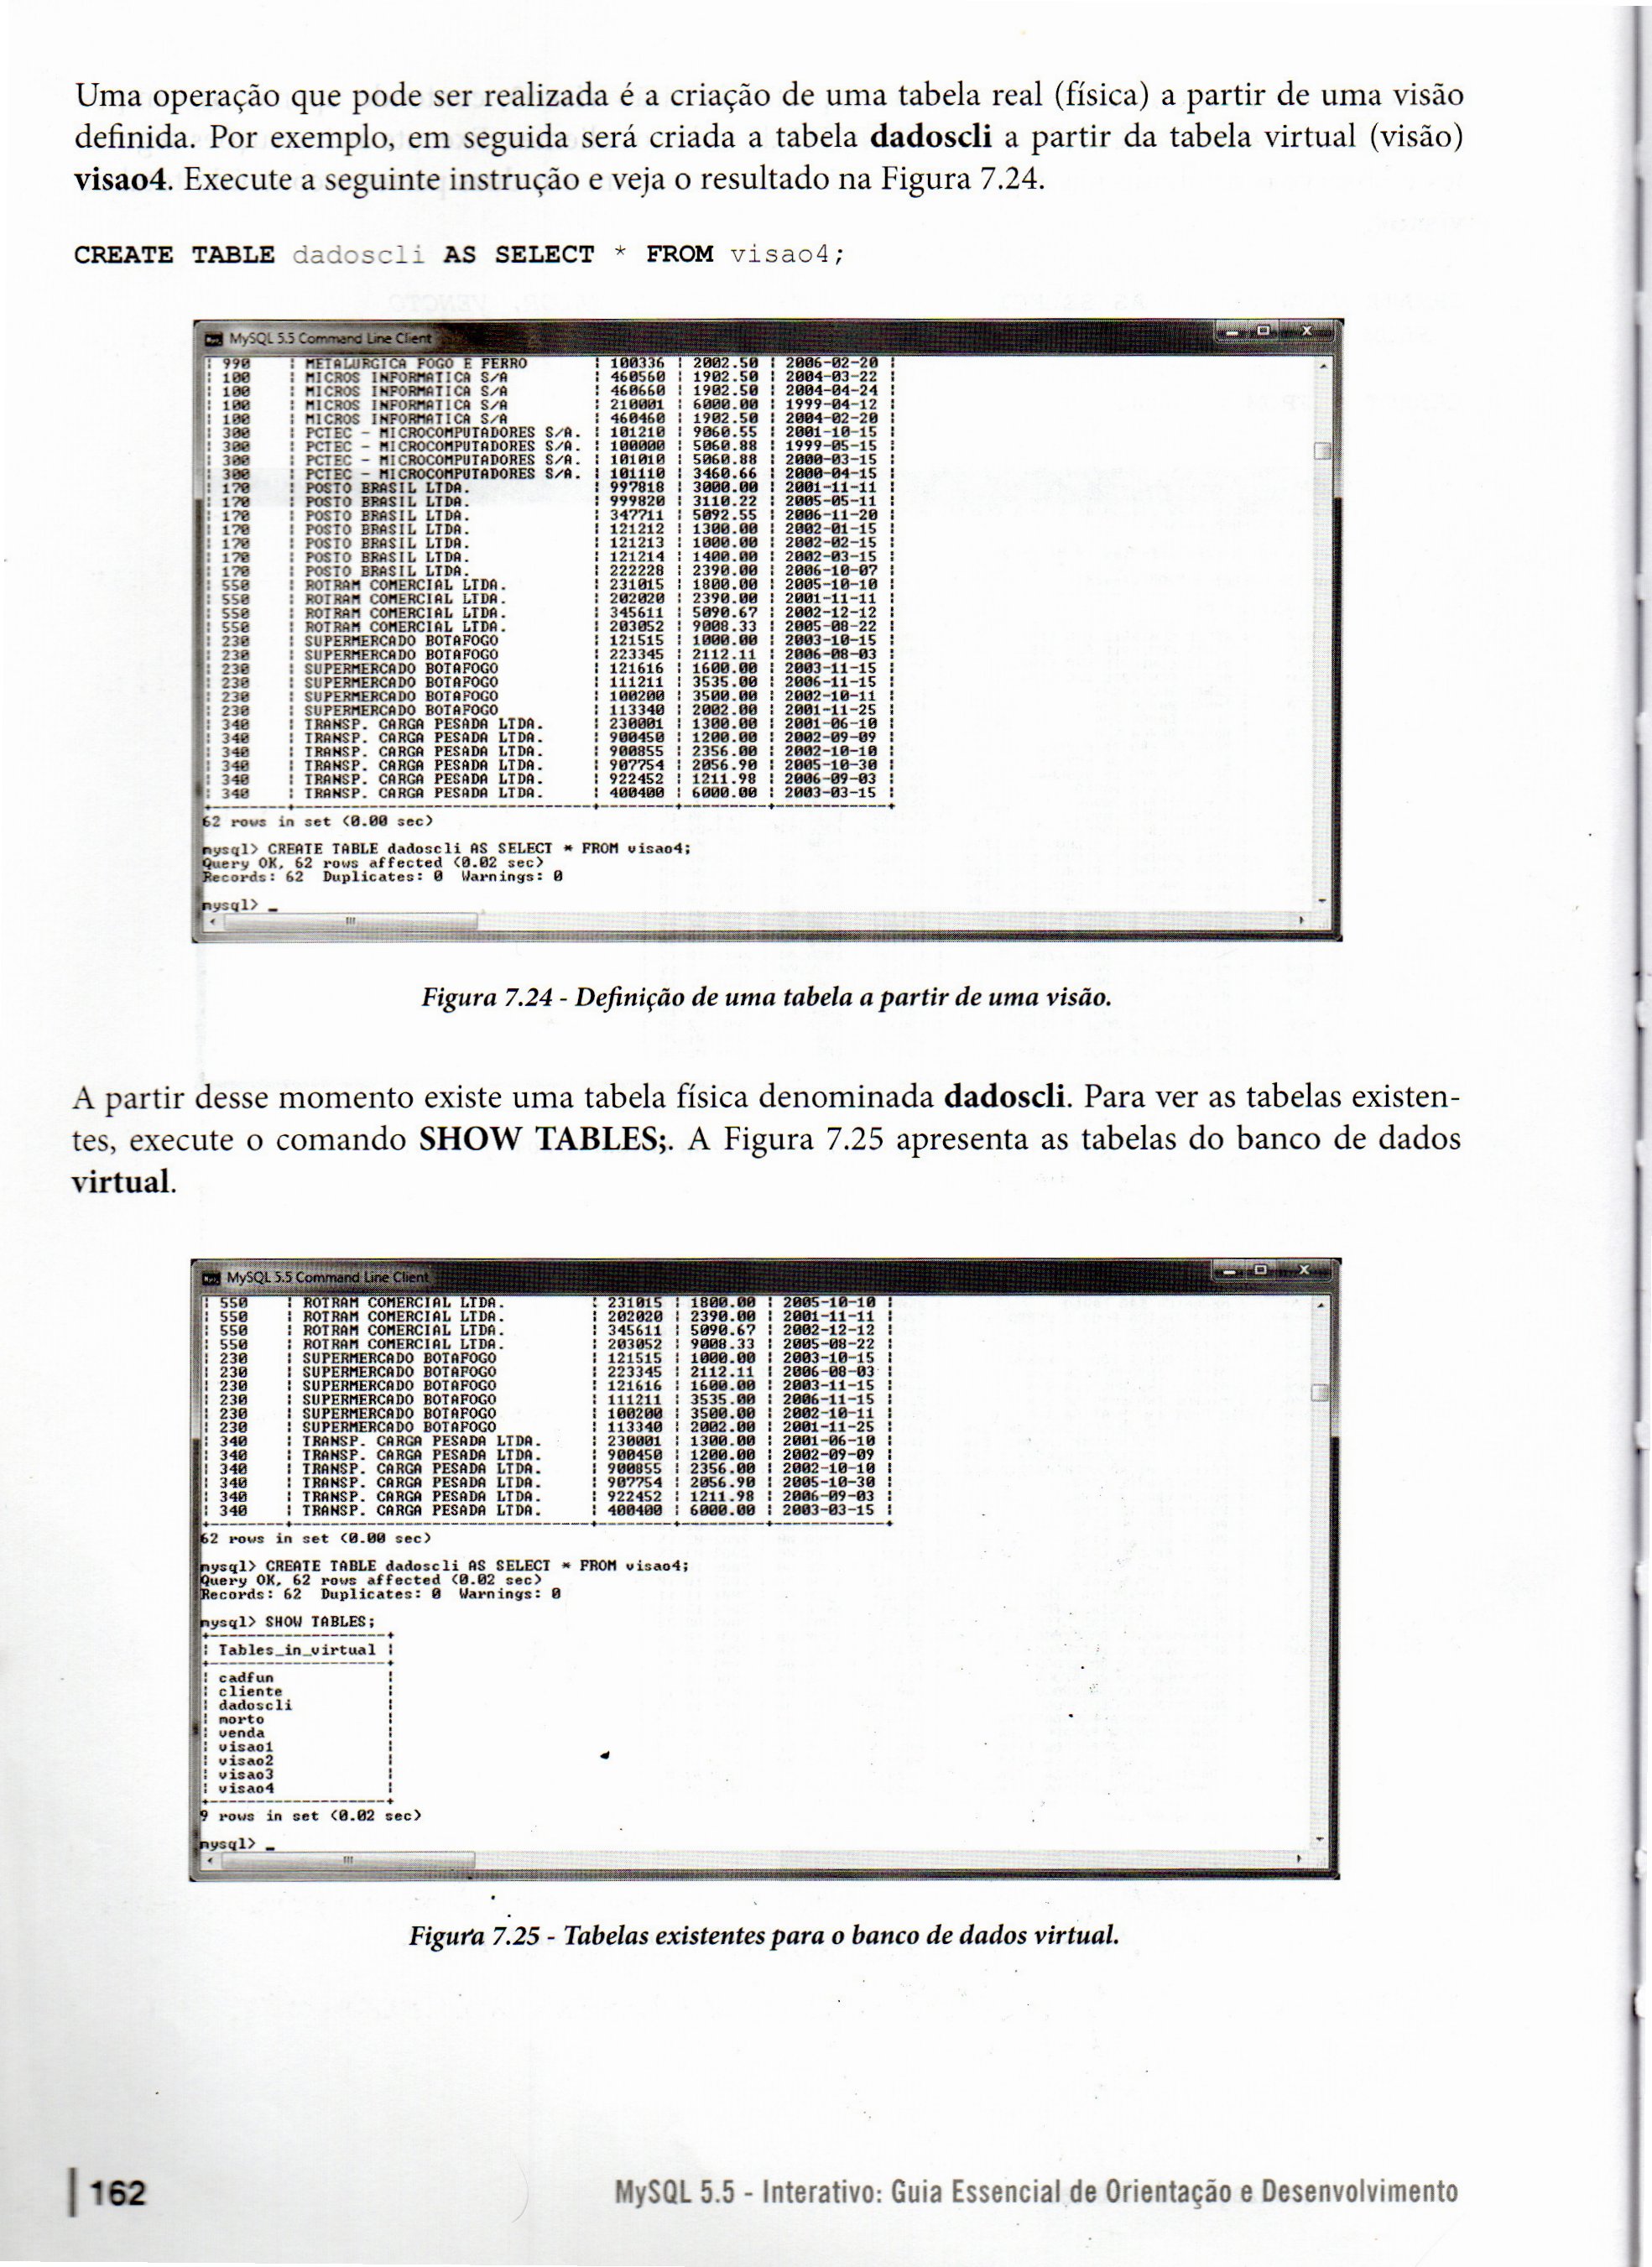 Uma operação que pode ser realizada é a criação de uma tabela real (física) a partir de uma visão
definida. Por exemplo, em seguida será criada a tabela dadoscli a partir da tabela virtual (visão)
visao4. Execute a seguinte instrução e veja o resultado na Figura 7.24.
CREATE TABLE dadoscli AS SELECT * FROM visao4;
MySQL 5.5 Command Line Client
| 990 | METALURGICA FOGO E FERRO | 100336 | 2002.50 | 2006-02-20 |
| 100 | MICROS INFORMATICA S/A | 460560 | 1902.50 | 2004-03-22 |
| 100 | MICROS INFORMATICA S/A | 460660 | 1902.50 | 2004-04-24 |
| 100 | MICROS INFORMATICA S/A | 210001 | 6000.00 | 1999-04-12 |
| 100 | MICROS INFORMATICA S/A | 460460 | 1902.50 | 2004-02-20 |
| 300 | PCTEC - MICROCOMPUTADORES S/A. | 101210 | 9060.55 | 2001-10-15 |
| 300 | PCTEC - MICROCOMPUTADORES S/A. | 100000 | 5060.88 | 1999-05-15 |
| 300 | PCTEC - MICROCOMPUTADORES S/A. | 101010 | 5060.88 | 2000-03-15 |
| 300 | PCTEC - MICROCOMPUTADORES S/A. | 101110 | 3460.66 | 2000-04-15 |
| 170 | POSTO BRASIL LTDA. | 997818 | 3000.00 | 2001-11-11 |
| 170 | POSTO BRASIL LTDA. | 999820 | 3110.22 | 2005-05-11 |
| 170 | POSTO BRASIL LTDA. | 347711 | 5092.55 | 2006-11-20 |
| 170 | POSTO BRASIL LTDA. | 121212 | 1300.00 | 2002-01-15 |
| 170 | POSTO BRASIL LTDA. | 121213 | 1000.00 | 2002-02-15 |
| 170 | POSTO BRASIL LTDA. | 121214 | 1400.00 | 2002-03-15 |
| 170 | POSTO BRASIL LTDA. | 222228 | 2390.00 | 2006-10-07 |
| 550 | ROTRAM COMERCIAL LTDA. | 231015 | 1800.00 | 2005-10-10 |
| 550 | ROTRAM COMERCIAL LTDA. | 202020 | 2390.00 | 2001-11-11 |
| 550 | ROTRAM COMERCIAL LTDA. | 345611 | 5090.67 | 2002-12-12 |
| 550 | ROTRAM COMERCIAL LTDA. | 203052 | 9008.33 | 2005-08-22 |
| 230 | SUPERMERCADO BOTAFOGO | 121515 | 1000.00 | 2003-10-15 |
| 230 | SUPERMERCADO BOTAFOGO | 223345 | 2112.11 | 2006-08-03 |
| 230 | SUPERMERCADO BOTAFOGO | 121616 | 1600.00 | 2003-11-15 |
| 230 | SUPERMERCADO BOTAFOGO | 111211 | 3535.00 | 2006-11-15 |
| 230 | SUPERMERCADO BOTAFOGO | 100200 | 3500.00 | 2002-10-11 |
| 230 | SUPERMERCADO BOTAFOGO | 113340 | 2002.00 | 2001-11-25 |
| 340 | TRANSP. CARGA PESADA LTDA. | 230001 | 1300.00 | 2001-06-10 |
| 340 | TRANSP. CARGA PESADA LTDA. | 900450 | 1200.00 | 2002-09-09 |
| 340 | TRANSP. CARGA PESADA LTDA. | 900855 | 2356.00 | 2002-10-10 |
| 340 | TRANSP. CARGA PESADA LTDA. | 907754 | 2056.90 | 2005-10-30 |
| 340 | TRANSP. CARGA PESADA LTDA. | 922452 | 1211.98 | 2006-09-03 |
| 340 | TRANSP. CARGA PESADA LTDA. | 400400 | 6000.00 | 2003-03-15 |
62 rows in set (0.00 sec)
mysql> CREATE TABLE dadoscli AS SELECT * FROM visao4;
Query OK, 62 rows affected (0.02 sec)
Records: 62 Duplicates: 0 Warnings: 0
mysql> _
Figura 7.24 - Definição de uma tabela a partir de uma visão.
A partir desse momento existe uma tabela física denominada dadoscli. Para ver as tabelas existen-
tes, execute o comando SHOW TABLES;. A Figura 7.25 apresenta as tabelas do banco de dados
virtual.
MySQL 5.5 Command Line Client
| 550 | ROTRAM COMERCIAL LTDA. | 231015 | 1800.00 | 2005-10-10 |
| 550 | ROTRAM COMERCIAL LTDA. | 202020 | 2390.00 | 2001-11-11 |
| 550 | ROTRAM COMERCIAL LTDA. | 345611 | 5090.67 | 2002-12-12 |
| 550 | ROTRAM COMERCIAL LTDA. | 203052 | 9008.33 | 2005-08-22 |
| 230 | SUPERMERCADO BOTAFOGO | 121515 | 1000.00 | 2003-10-15 |
| 230 | SUPERMERCADO BOTAFOGO | 223345 | 2112.11 | 2006-08-03 |
| 230 | SUPERMERCADO BOTAFOGO | 121616 | 1600.00 | 2003-11-15 |
| 230 | SUPERMERCADO BOTAFOGO | 111211 | 3535.00 | 2006-11-15 |
| 230 | SUPERMERCADO BOTAFOGO | 100200 | 3500.00 | 2002-10-11 |
| 230 | SUPERMERCADO BOTAFOGO | 113340 | 2002.00 | 2001-11-25 |
| 340 | TRANSP. CARGA PESADA LTDA. | 230001 | 1300.00 | 2001-06-10 |
| 340 | TRANSP. CARGA PESADA LTDA. | 900450 | 1200.00 | 2002-09-09 |
| 340 | TRANSP. CARGA PESADA LTDA. | 900855 | 2356.00 | 2002-10-10 |
| 340 | TRANSP. CARGA PESADA LTDA. | 907754 | 2056.90 | 2005-10-30 |
| 340 | TRANSP. CARGA PESADA LTDA. | 922452 | 1211.98 | 2006-09-03 |
| 340 | TRANSP. CARGA PESADA LTDA. | 400400 | 6000.00 | 2003-03-15 |
62 rows in set (0.00 sec)
mysql> CREATE TABLE dadoscli AS SELECT * FROM visao4;
Query OK, 62 rows affected (0.02 sec)
Records: 62 Duplicates: 0 Warnings: 0
mysql> SHOW TABLES;
| Tables_in_virtual |
| cadfun |
| cliente |
| dadoscli |
| morto |
| venda |
| visao1 |
| visao2 |
| visao3 |
| visao4 |
9 rows in set (0.02 sec)
mysql> _
Figura 7.25 - Tabelas existentes para o banco de dados virtual.
162
MySQL 5.5 - Interativo: Guia Essencial de Orientação e Desenvolvimento